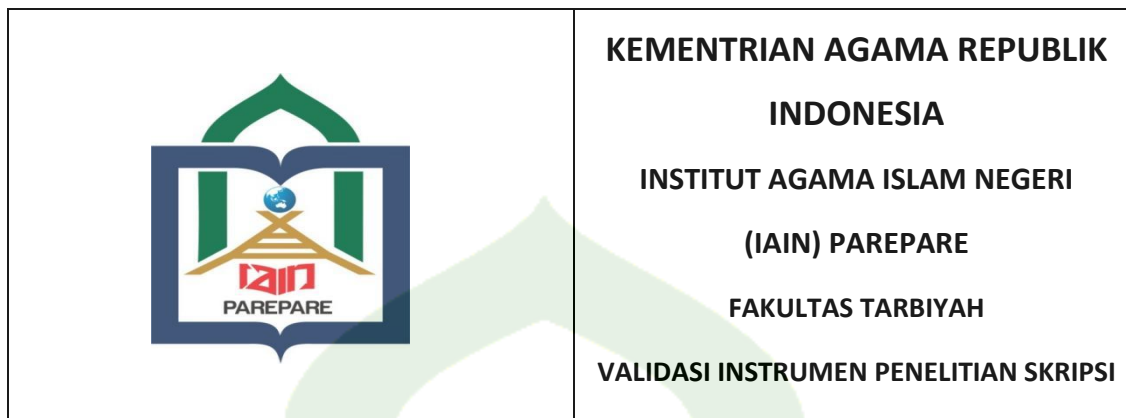 IAIN
PAREPARE
KEMENTRIAN AGAMA REPUBLIK
INDONESIA
INSTITUT AGAMA ISLAM NEGERI
(IAIN) PAREPARE
FAKULTAS TARBIYAH
VALIDASI INSTRUMEN PENELITIAN SKRIPSI